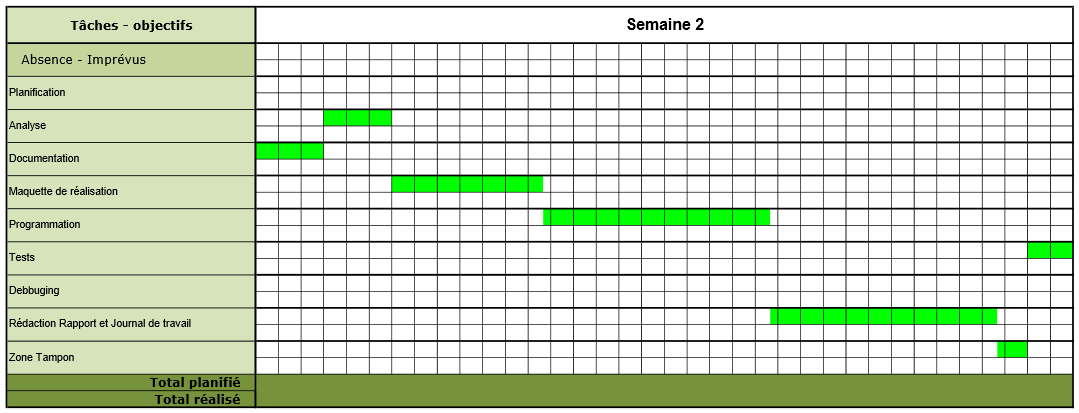 Tâches - objectifs
Semaine 2
Absence - Imprévus
Planification
Analyse
Documentation
Maquette de réalisation
Programmation
Tests
Debbuging
Rédaction Rapport et Journal de travail
Zone Tampon
Total planifié
Total réalisé